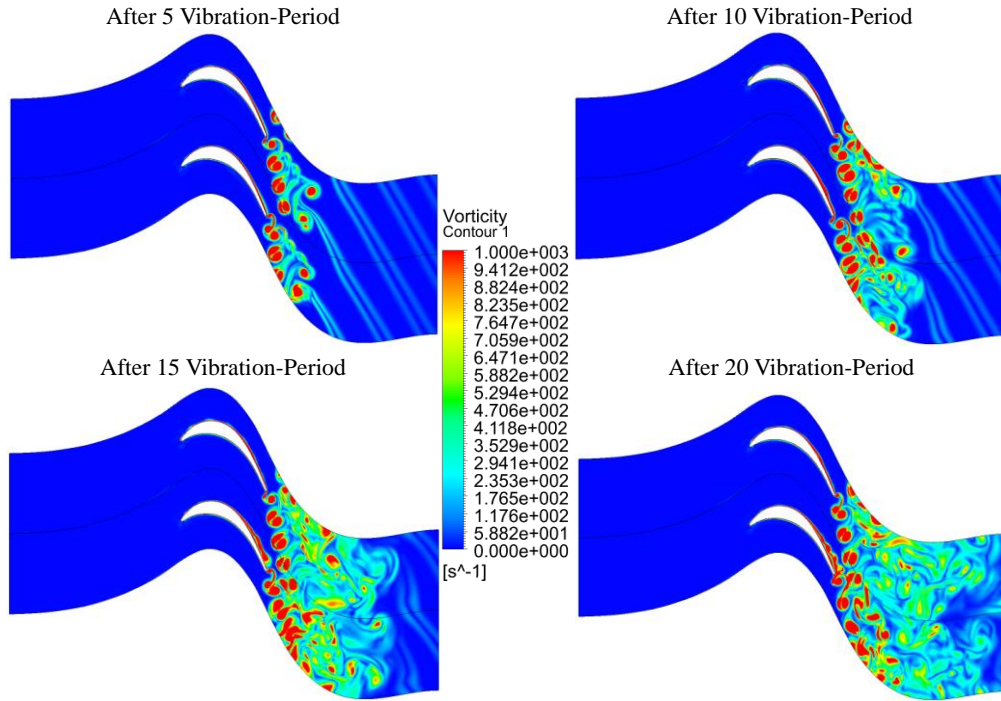 After 5 Vibration-Period
After 10 Vibration-Period
Vorticity
Contour 1
1.000e+003
9.412e+002
8.824e+002
8.235e+002
7.647e+002
7.059e+002
6.471e+002
5.882e+002
5.294e+002
4.706e+002
4.118e+002
3.529e+002
2.941e+002
2.353e+002
1.765e+002
1.176e+002
5.882e+001
0.000e+000
[s^-1]
After 15 Vibration-Period
After 20 Vibration-Period